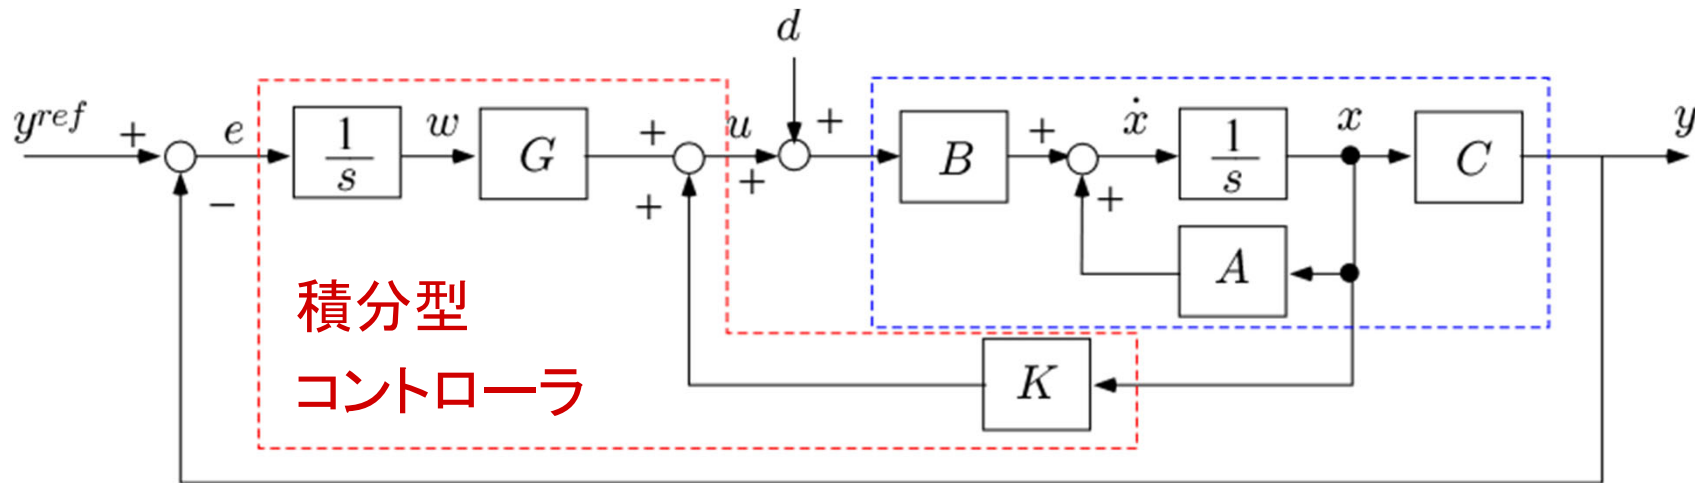 d
y^{ref} + e 1/s w G + u + B + ẋ 1/s x C y
− + + +
A
積分型
コントローラ
K